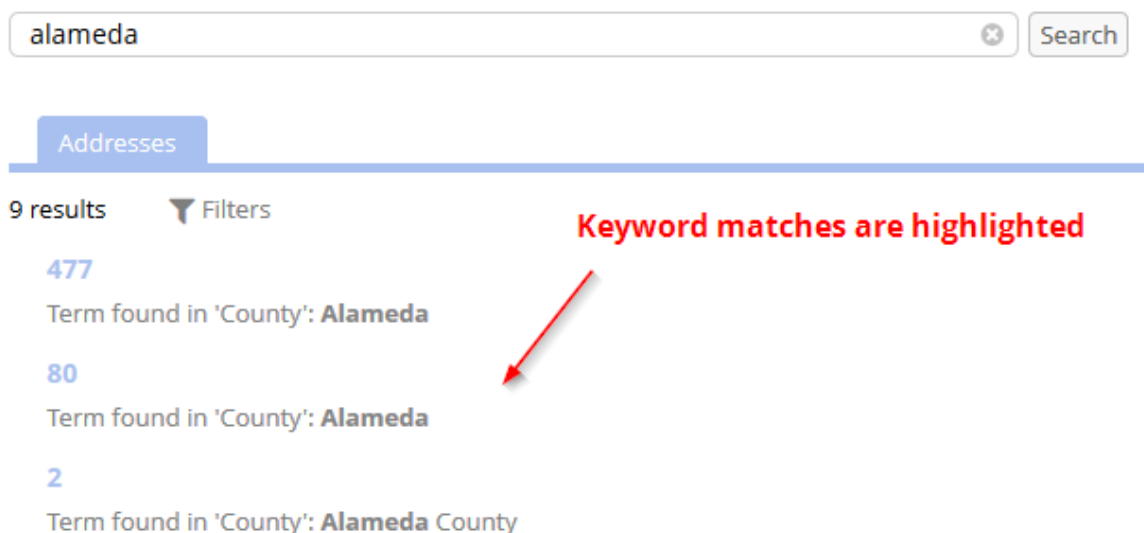 alameda
Search
Addresses
9 results Filters
Keyword matches are highlighted
477
Term found in 'County': Alameda
80
Term found in 'County': Alameda
2
Term found in 'County': Alameda County